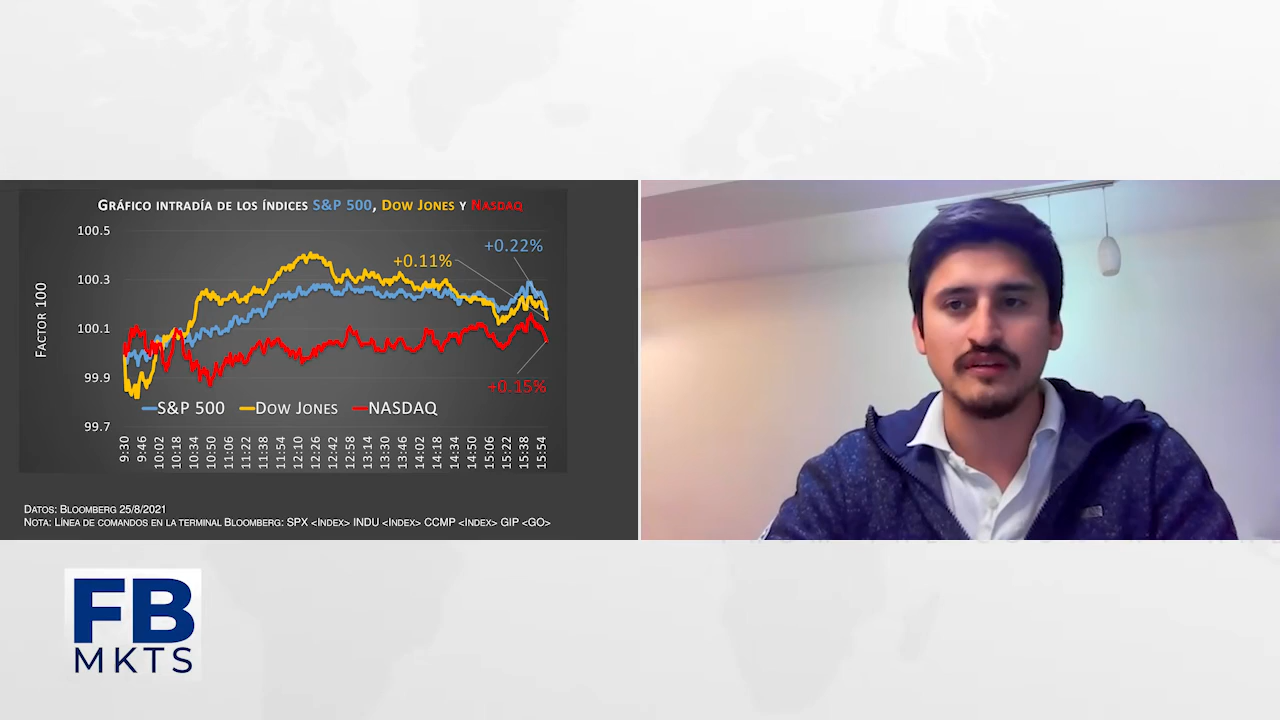 GRÁFICO INTRADÍA DE LOS ÍNDICES S&P 500, DOW JONES Y NASDAQ
100.5
100.3
100.1
99.9
99.7
FACTOR 100
+0.22%
+0.11%
+0.15%
S&P 500 DOW JONES NASDAQ
9:30 9:46 10:02 10:18 10:34 10:50 11:06 11:22 11:38 11:54 12:10 12:26 12:42 12:58 13:14 13:30 13:46 14:02 14:18 14:34 14:50 15:06 15:22 15:38 15:54
DATOS: BLOOMBERG 25/8/2021
NOTA: LÍNEA DE COMANDOS EN LA TERMINAL BLOOMBERG: SPX <INDEX> INDU <INDEX> CCMP <INDEX> GIP <GO>
FB
MKTS